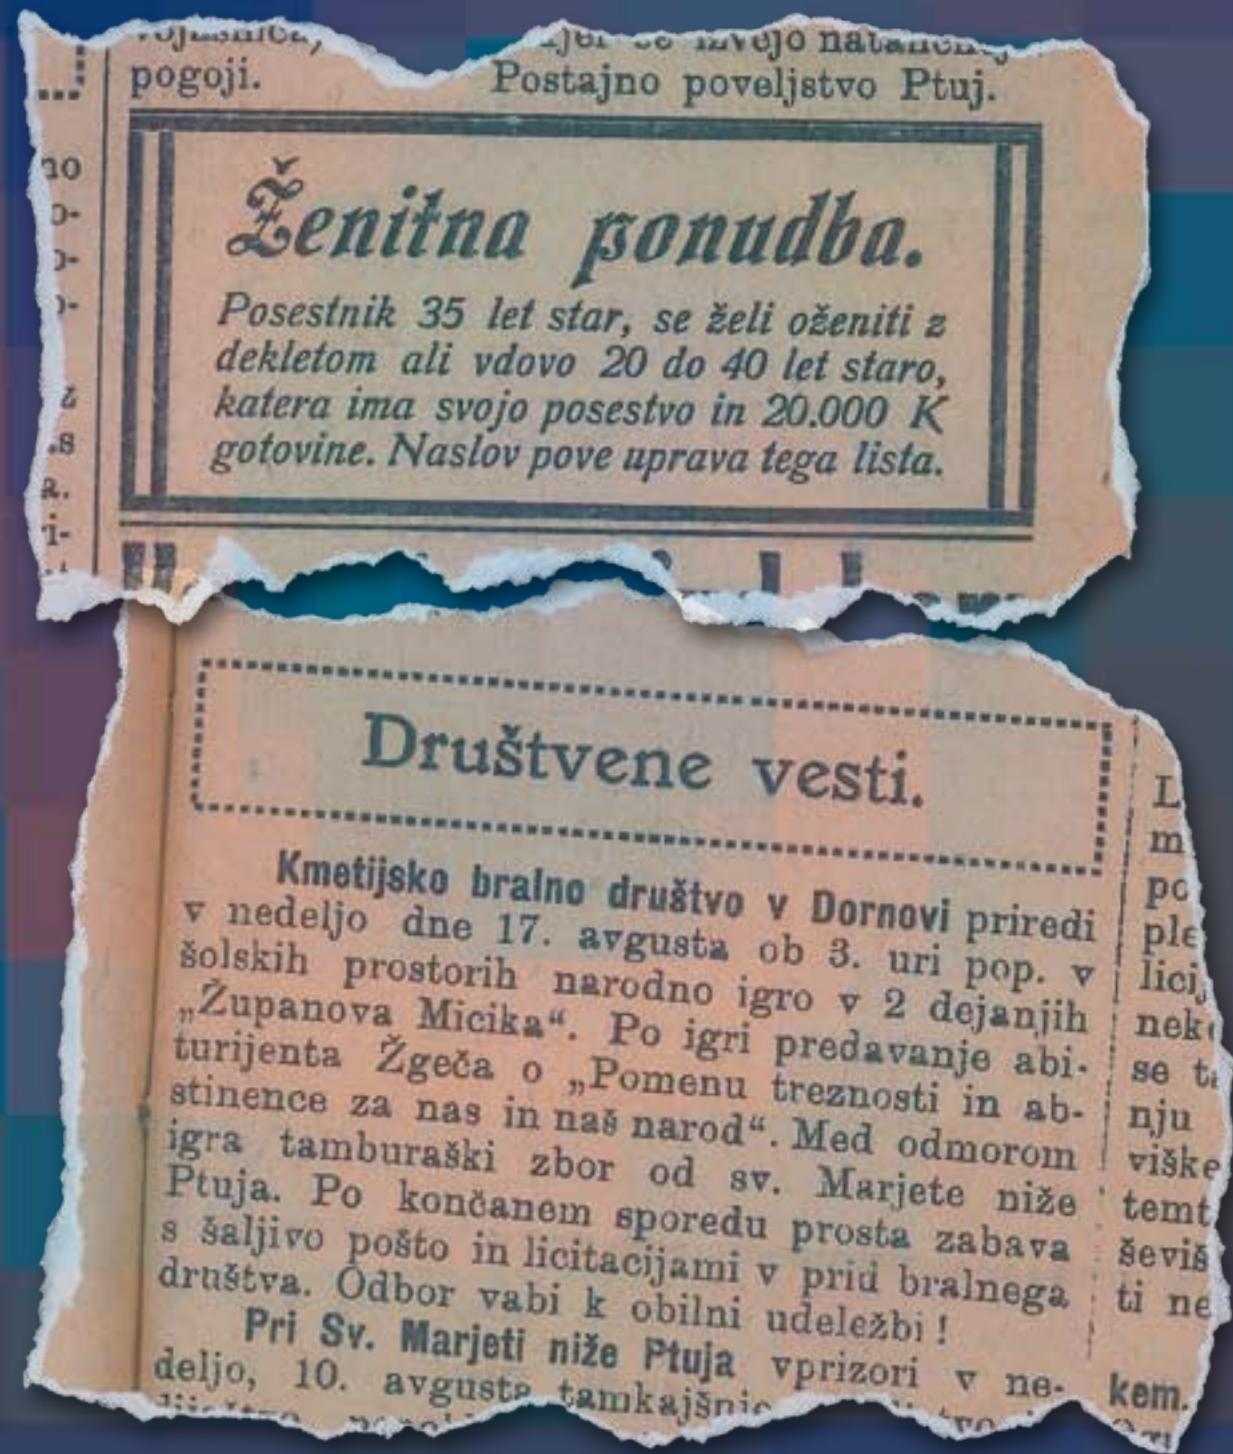 pogoji.
Postajno poveljstvo Ptuj.
Ženitna ponudba.
Posestnik 35 let star, se želi oženiti z
dekletom ali vdovo 20 do 40 let staro,
katera ima svojo posestvo in 20.000 K
gotovine. Naslov pove uprava tega lista.
Društvene vesti.
Kmetijsko bralno društvo v Dornovi priredi
v nedeljo dne 17. avgusta ob 3. uri pop. v
šolskih prostorih narodno igro v 2 dejanjih
„Županova Micika“. Po igri predavanje abi-
turijenta Žgeča o „Pomenu treznosti in ab-
stinence za nas in naš narod“. Med odmorom
igra tamburaški zbor od sv. Marjete niže
Ptuja. Po končanem sporedu prosta zabava
s šaljivo pošto in licitacijami v prid bralnega
društva. Odbor vabi k obilni udeležbi !
Pri Sv. Marjeti niže Ptuja vprizori v ne-
deljo, 10. avgusta
se
nju
ti ne
kem.